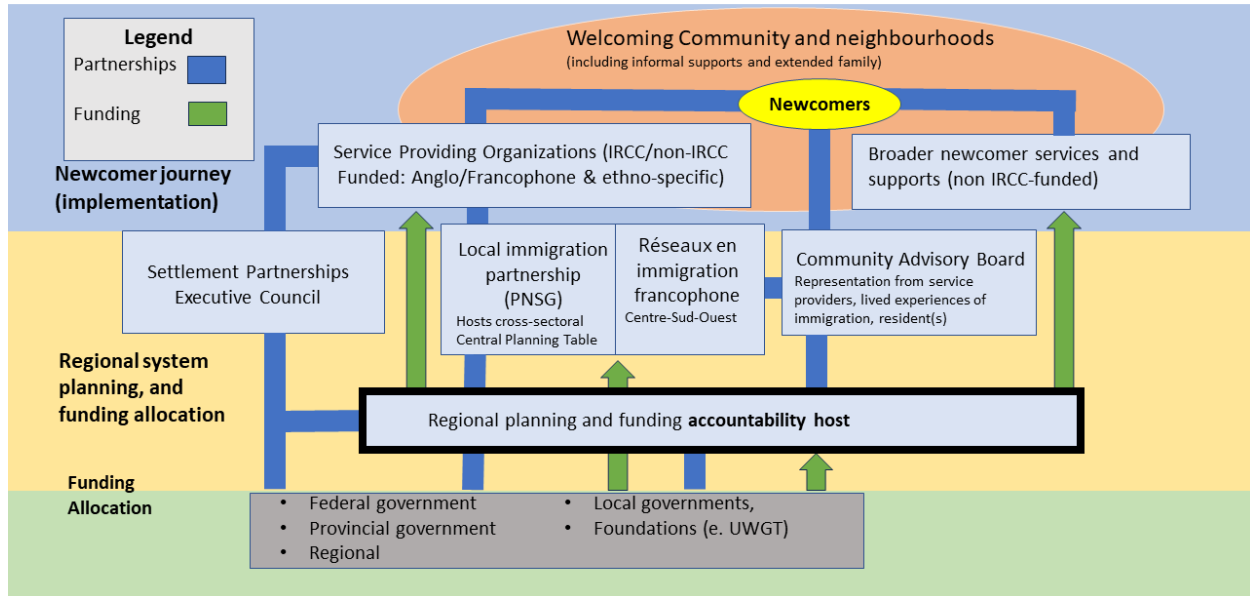 Legend
Partnerships
Funding
Welcoming Community and neighbourhoods
(including informal supports and extended family)
Newcomers
Newcomer journey
(implementation)
Service Providing Organizations (IRCC/non-IRCC
Funded: Anglo/Francophone & ethno-specific)
Broader newcomer services and
supports (non IRCC-funded)
Settlement Partnerships
Executive Council
Local immigration
partnership
(PNSG)
Hosts cross-sectoral
Central Planning Table
Réseaux en
immigration
francophone
Centre-Sud-Ouest
Community Advisory Board
Representation from service
providers, lived experiences of
immigration, resident(s)
Regional system
planning, and
funding allocation
Regional planning and funding accountability host
Funding
Allocation
• Federal government
• Provincial government
• Regional
• Local governments,
• Foundations (e. UWGT)